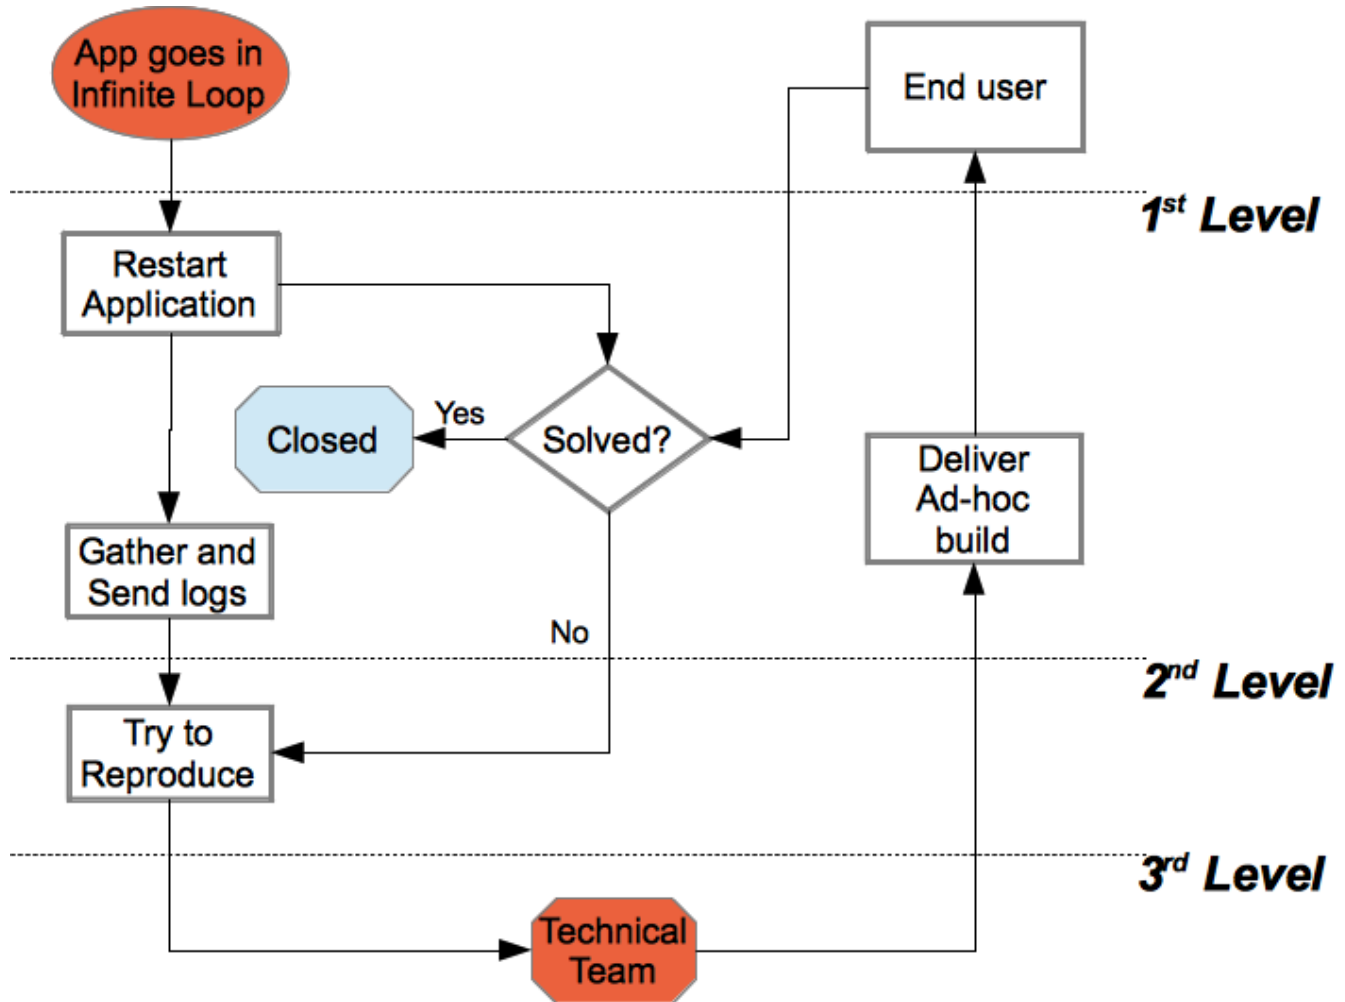 App goes in
Infinite Loop
End user
1st Level
Restart
Application
Closed
Yes
Solved?
Deliver
Ad-hoc
build
Gather and
Send logs
No
2nd Level
Try to
Reproduce
3rd Level
Technical
Team